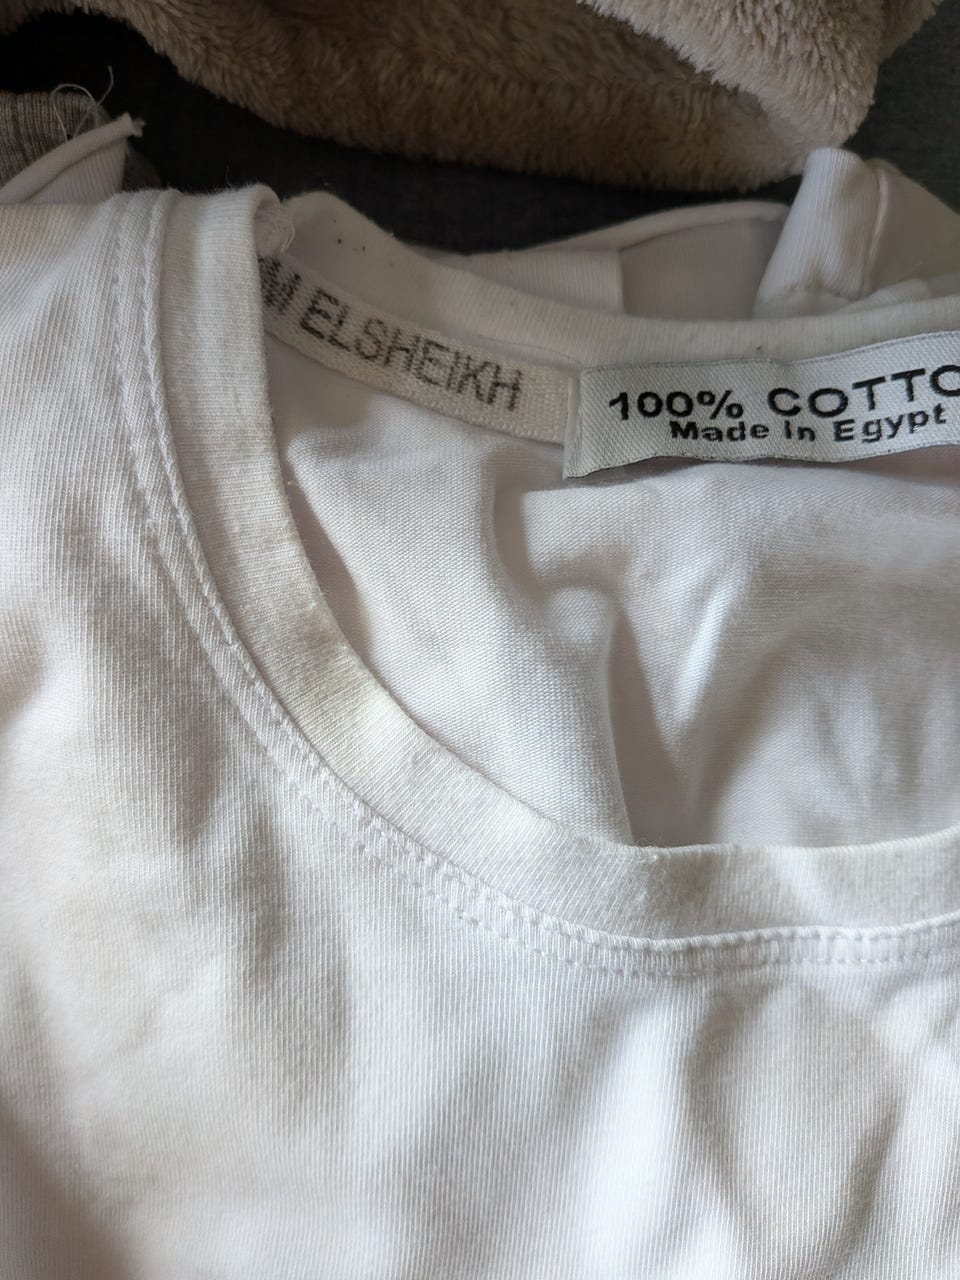 M ELSHEIKH
100% COTTO
Made in Egypt